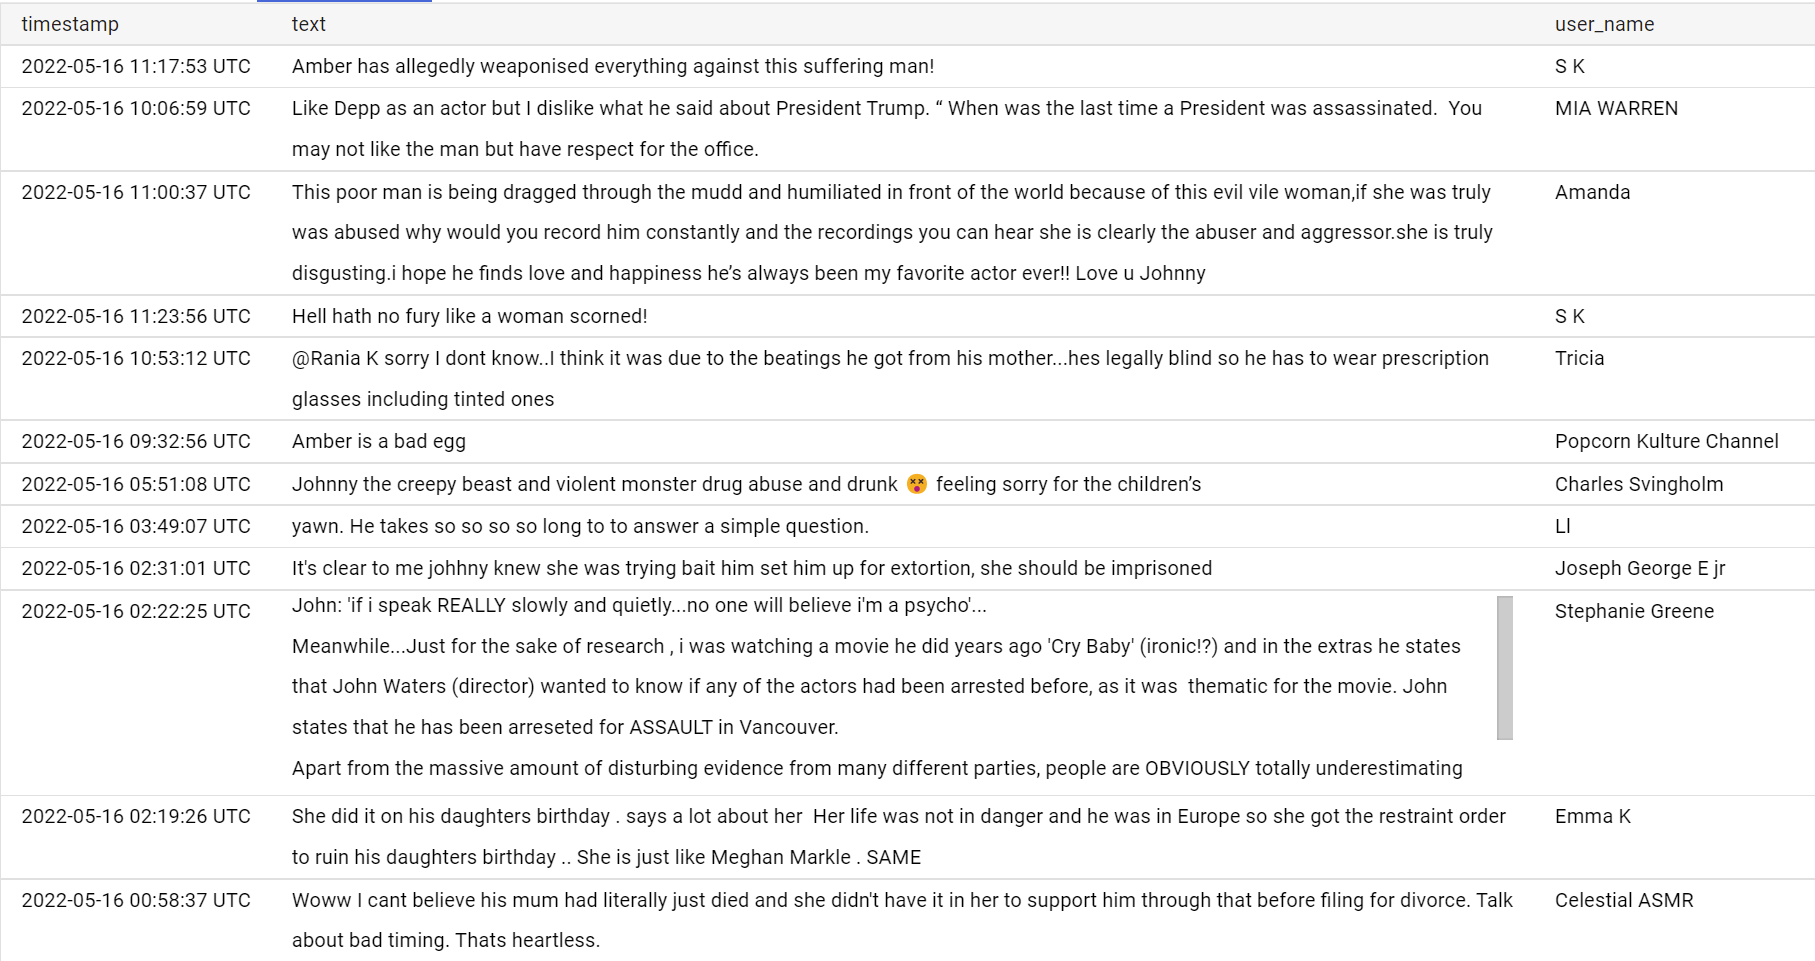 timestamp text user_name
2022-05-16 11:17:53 UTC Amber has allegedly weaponised everything against this suffering man! S K
2022-05-16 10:06:59 UTC Like Depp as an actor but I dislike what he said about President Trump. “ When was the last time a President was assassinated.  You MIA WARREN
may not like the man but have respect for the office.
2022-05-16 11:00:37 UTC This poor man is being dragged through the mudd and humiliated in front of the world because of this evil vile woman,if she was truly Amanda
was abused why would you record him constantly and the recordings you can hear she is clearly the abuser and aggressor.she is truly
disgusting.i hope he finds love and happiness he’s always been my favorite actor ever!! Love u Johnny
2022-05-16 11:23:56 UTC Hell hath no fury like a woman scorned! S K
2022-05-16 10:53:12 UTC @Rania K sorry I dont know..I think it was due to the beatings he got from his mother...hes legally blind so he has to wear prescription Tricia
glasses including tinted ones
2022-05-16 09:32:56 UTC Amber is a bad egg Popcorn Kulture Channel
2022-05-16 05:51:08 UTC Johnny the creepy beast and violent monster drug abuse and drunk 😵 feeling sorry for the children’s Charles Svingholm
2022-05-16 03:49:07 UTC yawn. He takes so so so so long to to answer a simple question. Ll
2022-05-16 02:31:01 UTC It's clear to me johhny knew she was trying bait him set him up for extortion, she should be imprisoned Joseph George E jr
2022-05-16 02:22:25 UTC John: 'if i speak REALLY slowly and quietly...no one will believe i'm a psycho'... Stephanie Greene
Meanwhile...Just for the sake of research , i was watching a movie he did years ago 'Cry Baby' (ironic!?) and in the extras he states
that John Waters (director) wanted to know if any of the actors had been arrested before, as it was  thematic for the movie. John
states that he has been arreseted for ASSAULT in Vancouver.
Apart from the massive amount of disturbing evidence from many different parties, people are OBVIOUSLY totally underestimating
2022-05-16 02:19:26 UTC She did it on his daughters birthday . says a lot about her  Her life was not in danger and he was in Europe so she got the restraint order Emma K
to ruin his daughters birthday .. She is just like Meghan Markle . SAME
2022-05-16 00:58:37 UTC Woww I cant believe his mum had literally just died and she didn't have it in her to support him through that before filing for divorce. Talk Celestial ASMR
about bad timing. Thats heartless.